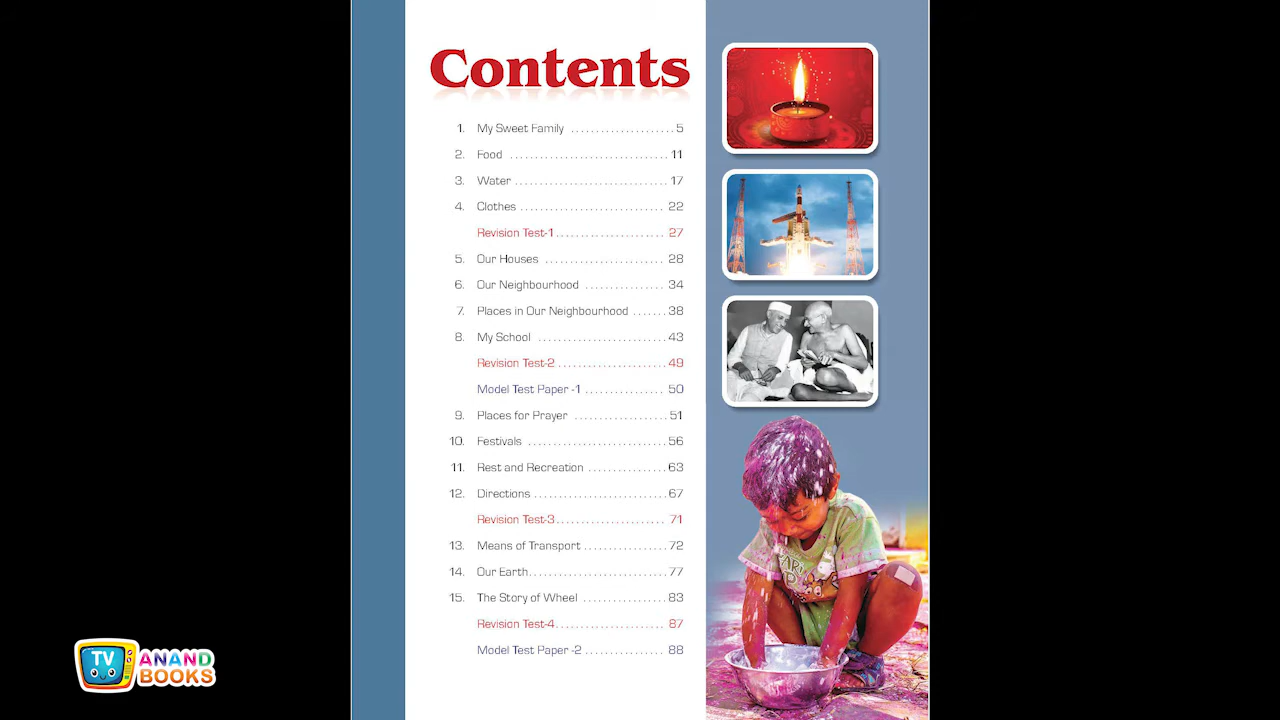 Contents
1. My Sweet Family ..................... 5
2. Food ................................ 11
3. Water ............................... 17
4. Clothes ............................. 22
Revision Test-1 ...................... 27
5. Our Houses ........................ 28
6. Our Neighbourhood ................ 34
7. Places in Our Neighbourhood ....... 38
8. My School .......................... 43
Revision Test-2 ...................... 49
Model Test Paper -1 ................ 50
9. Places for Prayer ................... 51
10. Festivals ............................ 56
11. Rest and Recreation ................ 63
12. Directions ........................... 67
Revision Test-3 ...................... 71
13. Means of Transport ................. 72
14. Our Earth ............................ 77
15. The Story of Wheel ................. 83
Revision Test-4 ...................... 87
Model Test Paper -2 ................ 88
TV
ANAND
BOOKS